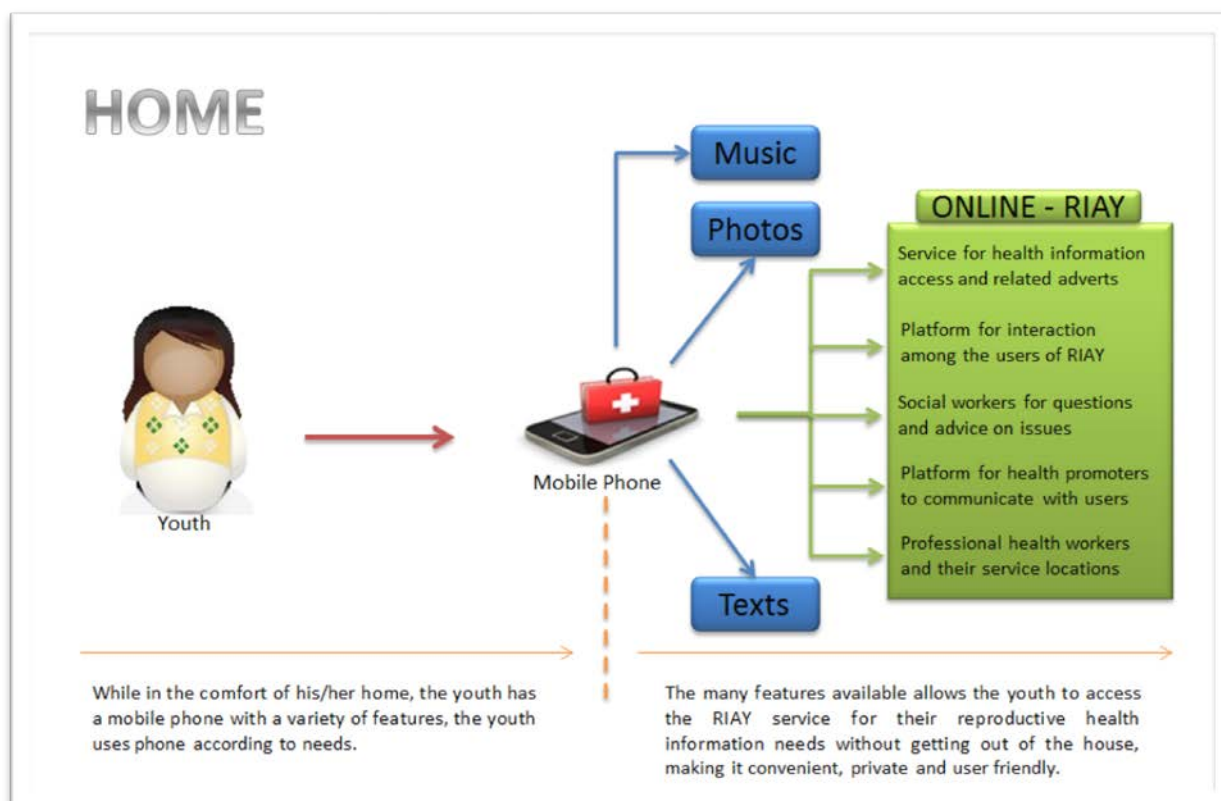 HOME
Music
Photos
ONLINE - RIAY
Service for health information
access and related adverts
Platform for interaction
among the users of RIAY
Social workers for questions
and advice on issues
Platform for health promoters
to communicate with users
Professional health workers
and their service locations
Mobile Phone
Youth
Texts
While in the comfort of his/her home, the youth has
a mobile phone with a variety of features, the youth
uses phone according to needs.
The many features available allows the youth to access
the RIAY service for their reproductive health
information needs without getting out of the house,
making it convenient, private and user friendly.